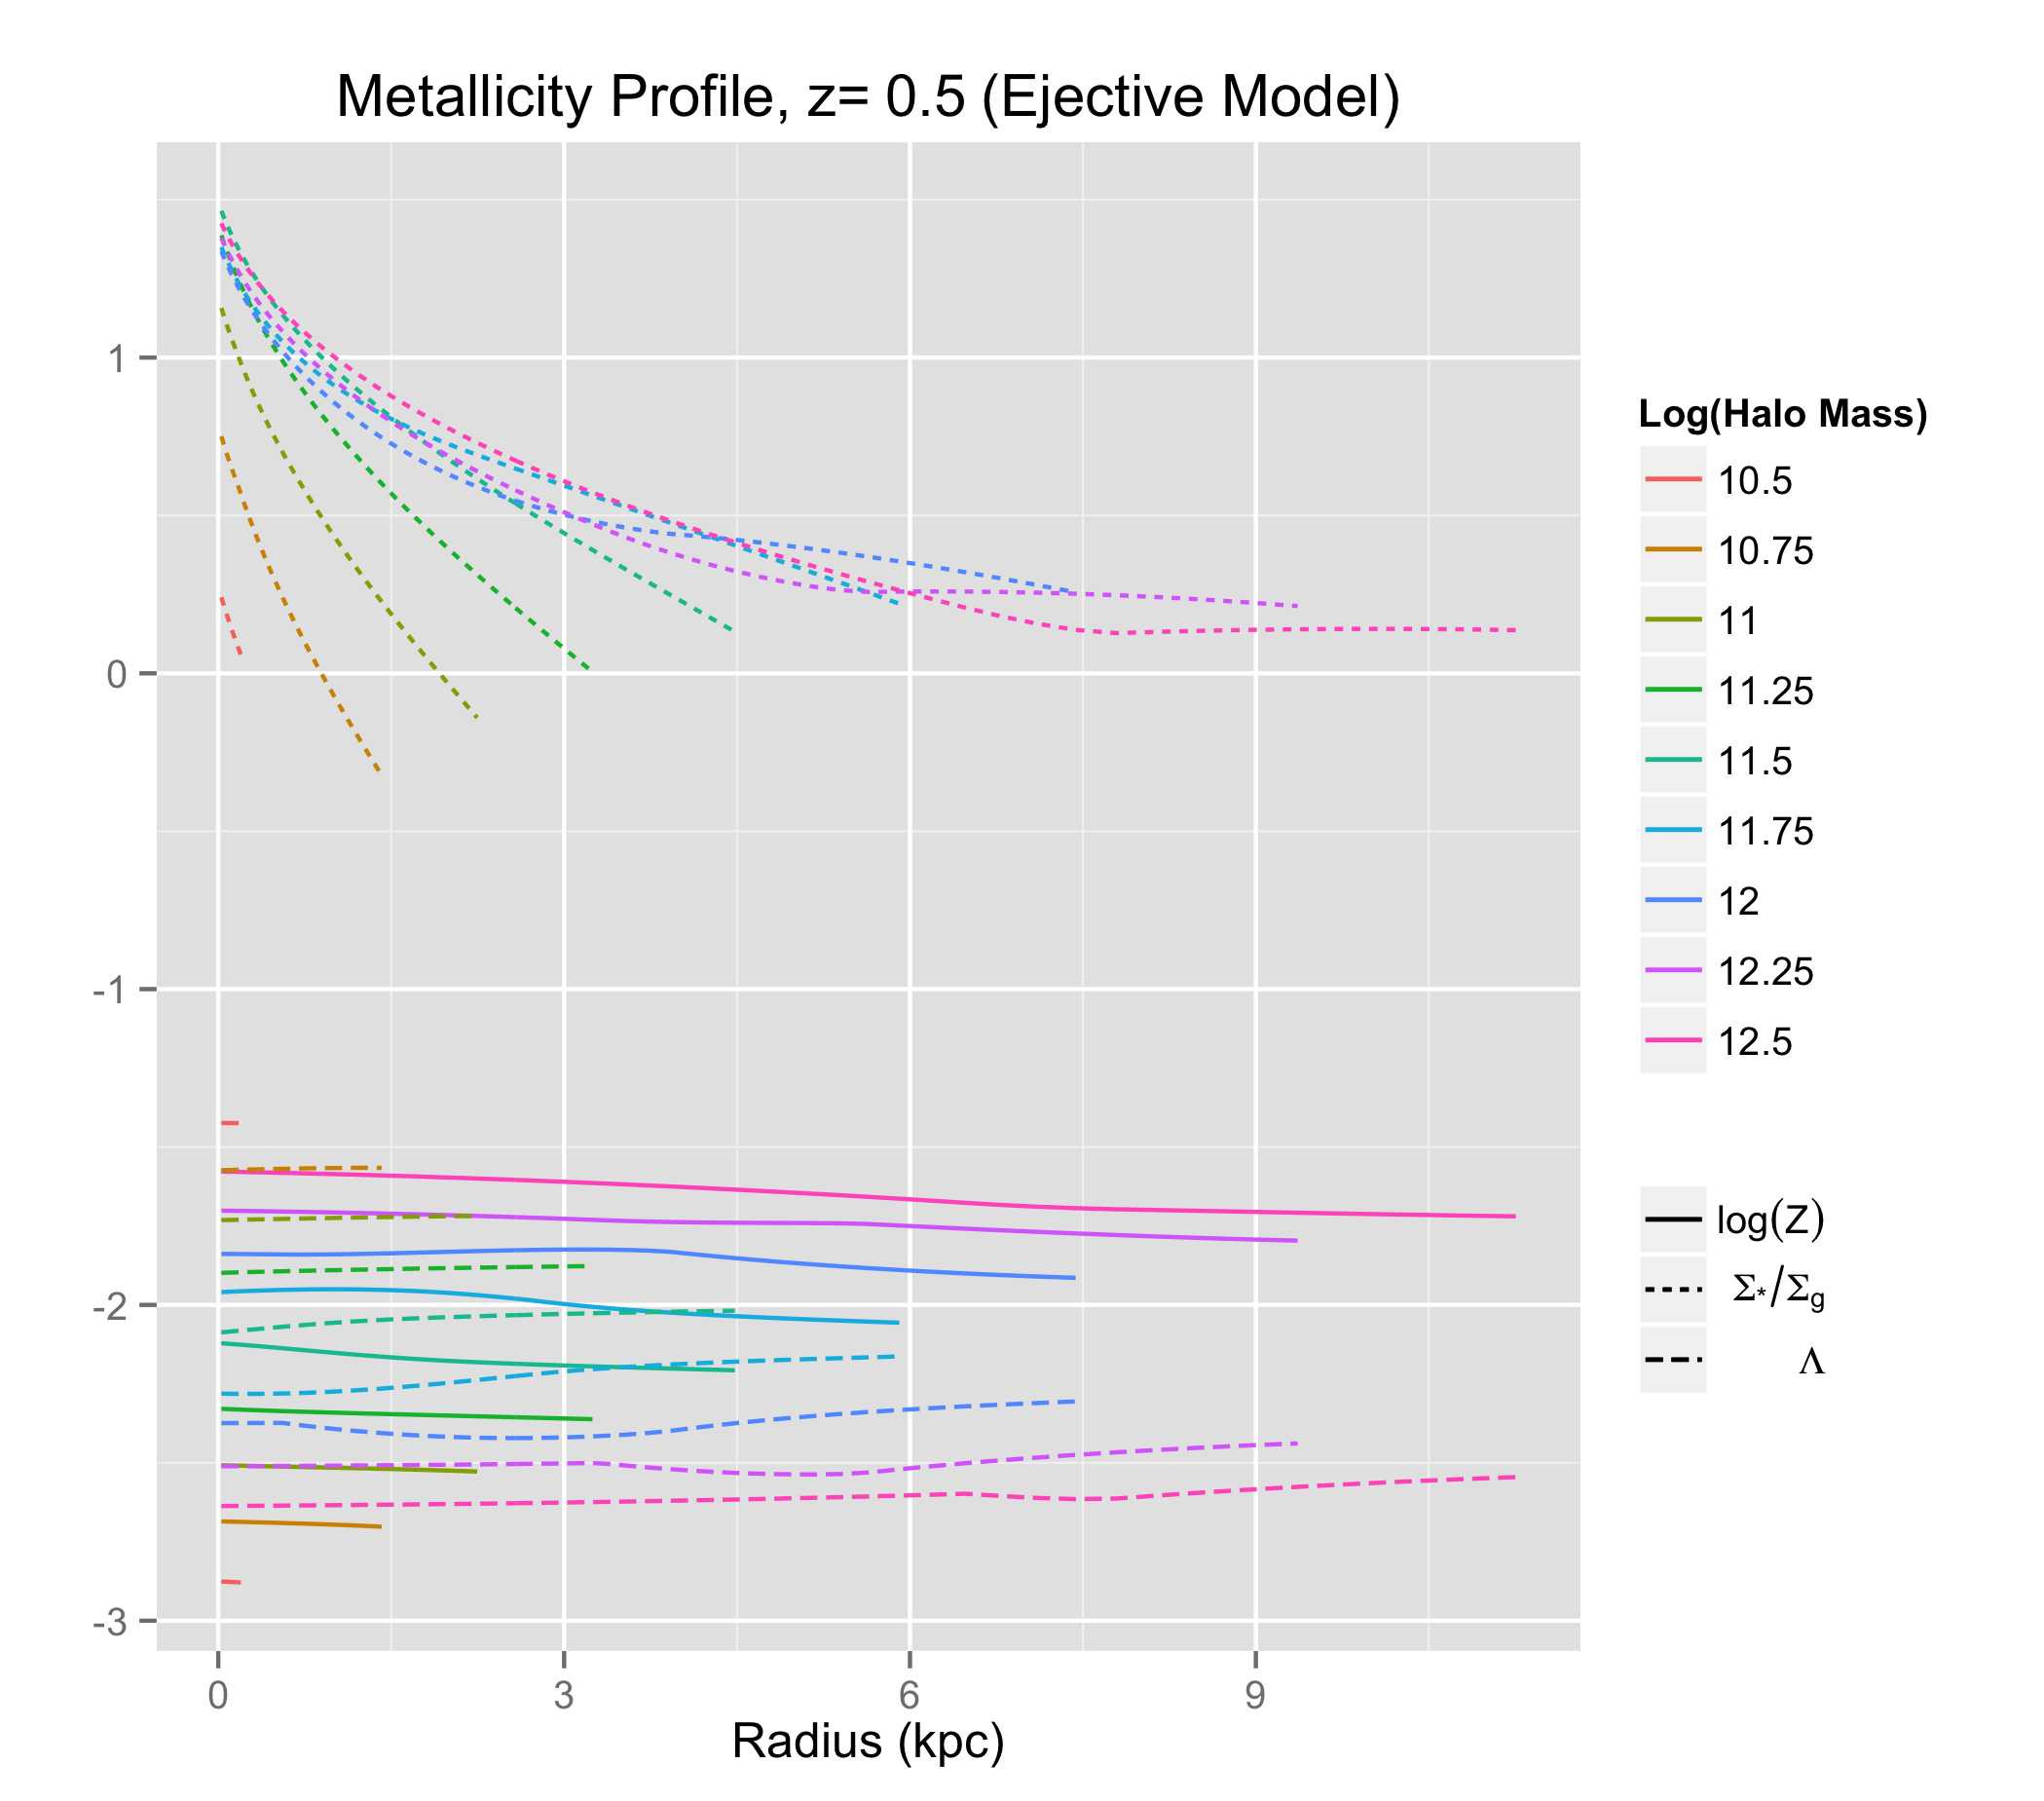 Metallicity Profile, z= 0.5 (Ejective Model)
1
0
-1
-2
-3
0 3 6 9
Radius (kpc)
Log(Halo Mass)
10.5
10.75
11
11.25
11.5
11.75
12
12.25
12.5
log(Z)
Σ*/Σg
Λ